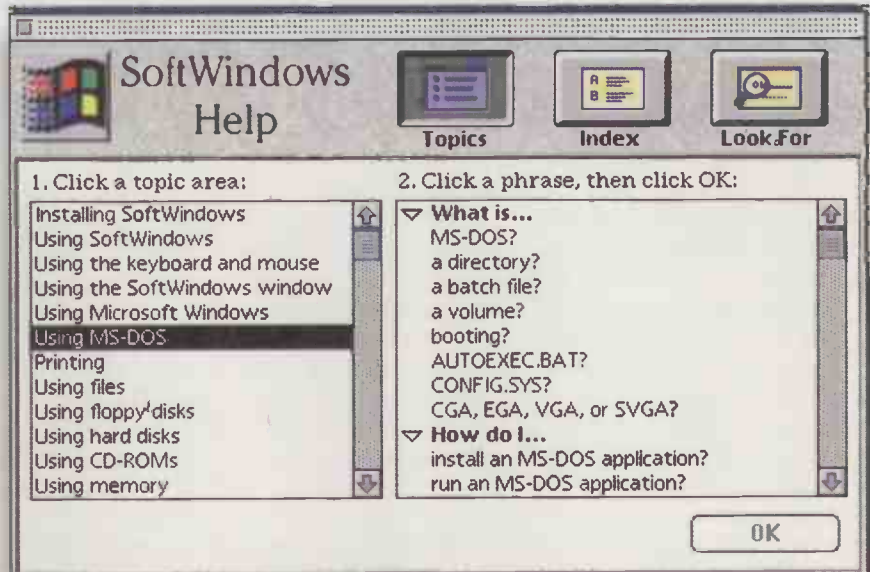 SoftWindows
Help
Topics
Index
Look For
A
B
1. Click a topic area:
Installing SoftWindows
Using SoftWindows
Using the keyboard and mouse
Using the SoftWindows window
Using Microsoft Windows
Using MS-DOS
Printing
Using files
Using floppy disks
Using hard disks
Using CD-ROMs
Using memory
2. Click a phrase, then click OK:
What is...
MS-DOS?
a directory?
a batch file?
a volume?
booting?
AUTOEXEC.BAT?
CONFIG.SYS?
CGA, EGA, VGA, or SVGA?
How do I...
install an MS-DOS application?
run an MS-DOS application?
OK